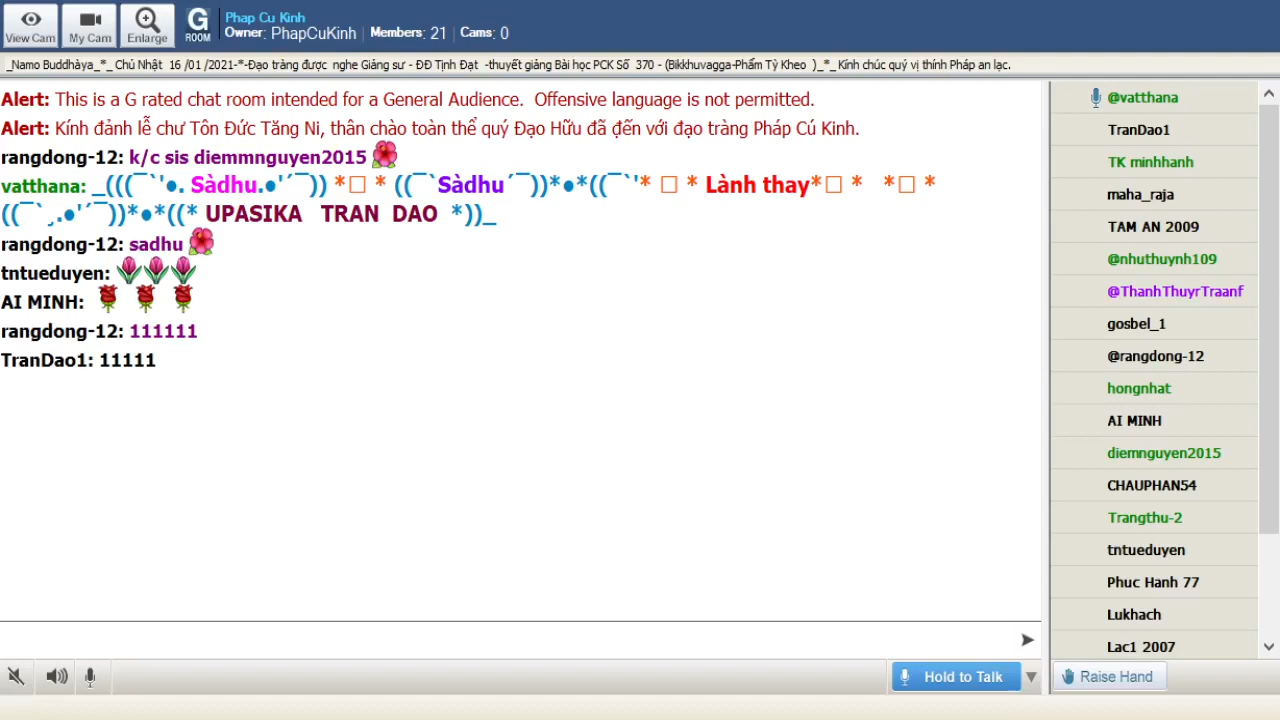 View Cam
My Cam
Enlarge
G
ROOM
Phap Cu Kinh
Owner: PhapCuKinh
Members: 21
Cams: 0
_Namo Buddhàya_*_ Chủ Nhật 16 /01 /2021-*-Đạo tràng được nghe Giảng sư - ĐĐ Tịnh Đạt -thuyết giảng Bài học PCK Số 370 - (Bikkhuvagga-Phẩm Tỳ Kheo )_*_Kính chúc quý vị thính Pháp an lạc.
Alert: This is a G rated chat room intended for a General Audience. Offensive language is not permitted.
Alert: Kính đảnh lễ chư Tôn Đức Tăng Ni, thân chào toàn thể quý Đạo Hữu đã đến với đạo tràng Pháp Cú Kinh.
rangdong-12: k/c sis diemmnguyen2015
vatthana: _(((¯`'●. Sàdhu.●'´¯)) *□ * ((¯`Sàdhu´¯))*●*((¯`'* □ * Lành thay*□ * *□ *
((¯`¸.●'´¯))*●*((* UPASIKA TRAN DAO *))_
rangdong-12: sadhu
tntueduyen:
AI MINH:
rangdong-12: 111111
TranDao1: 11111
@vatthana
TranDao1
TK minhhanh
maha_raja
TAM AN 2009
@nhuthuynh109
@ThanhThuyrTraanf
gosbel_1
@rangdong-12
hongnhat
AI MINH
diemnguyen2015
CHAUPHAN54
Trangthu-2
tntueduyen
Phuc Hanh 77
Lukhach
Lac1 2007
Hold to Talk
Raise Hand